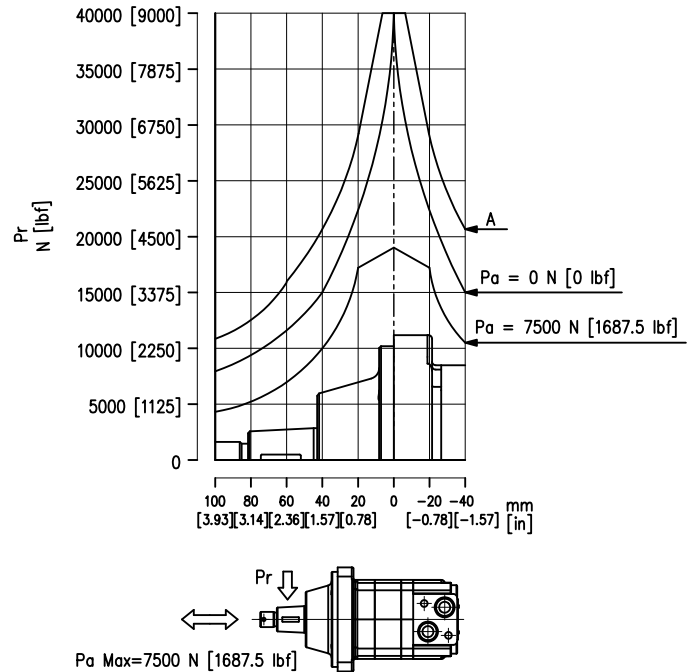 40000 [9000]
35000 [7875]
30000 [6750]
25000 [5625]
20000 [4500]
15000 [3375]
10000 [2250]
5000 [1125]
0
Pr
N [lbf]
A
Pa = 0 N [0 lbf]
Pa = 7500 N [1687.5 lbf]
100 80 60 40 20 0 -20 -40 mm
[3.93][3.14][2.36][1.57][0.78] [-0.78][-1.57] [in]
Pr
Pa Max=7500 N [1687.5 lbf]